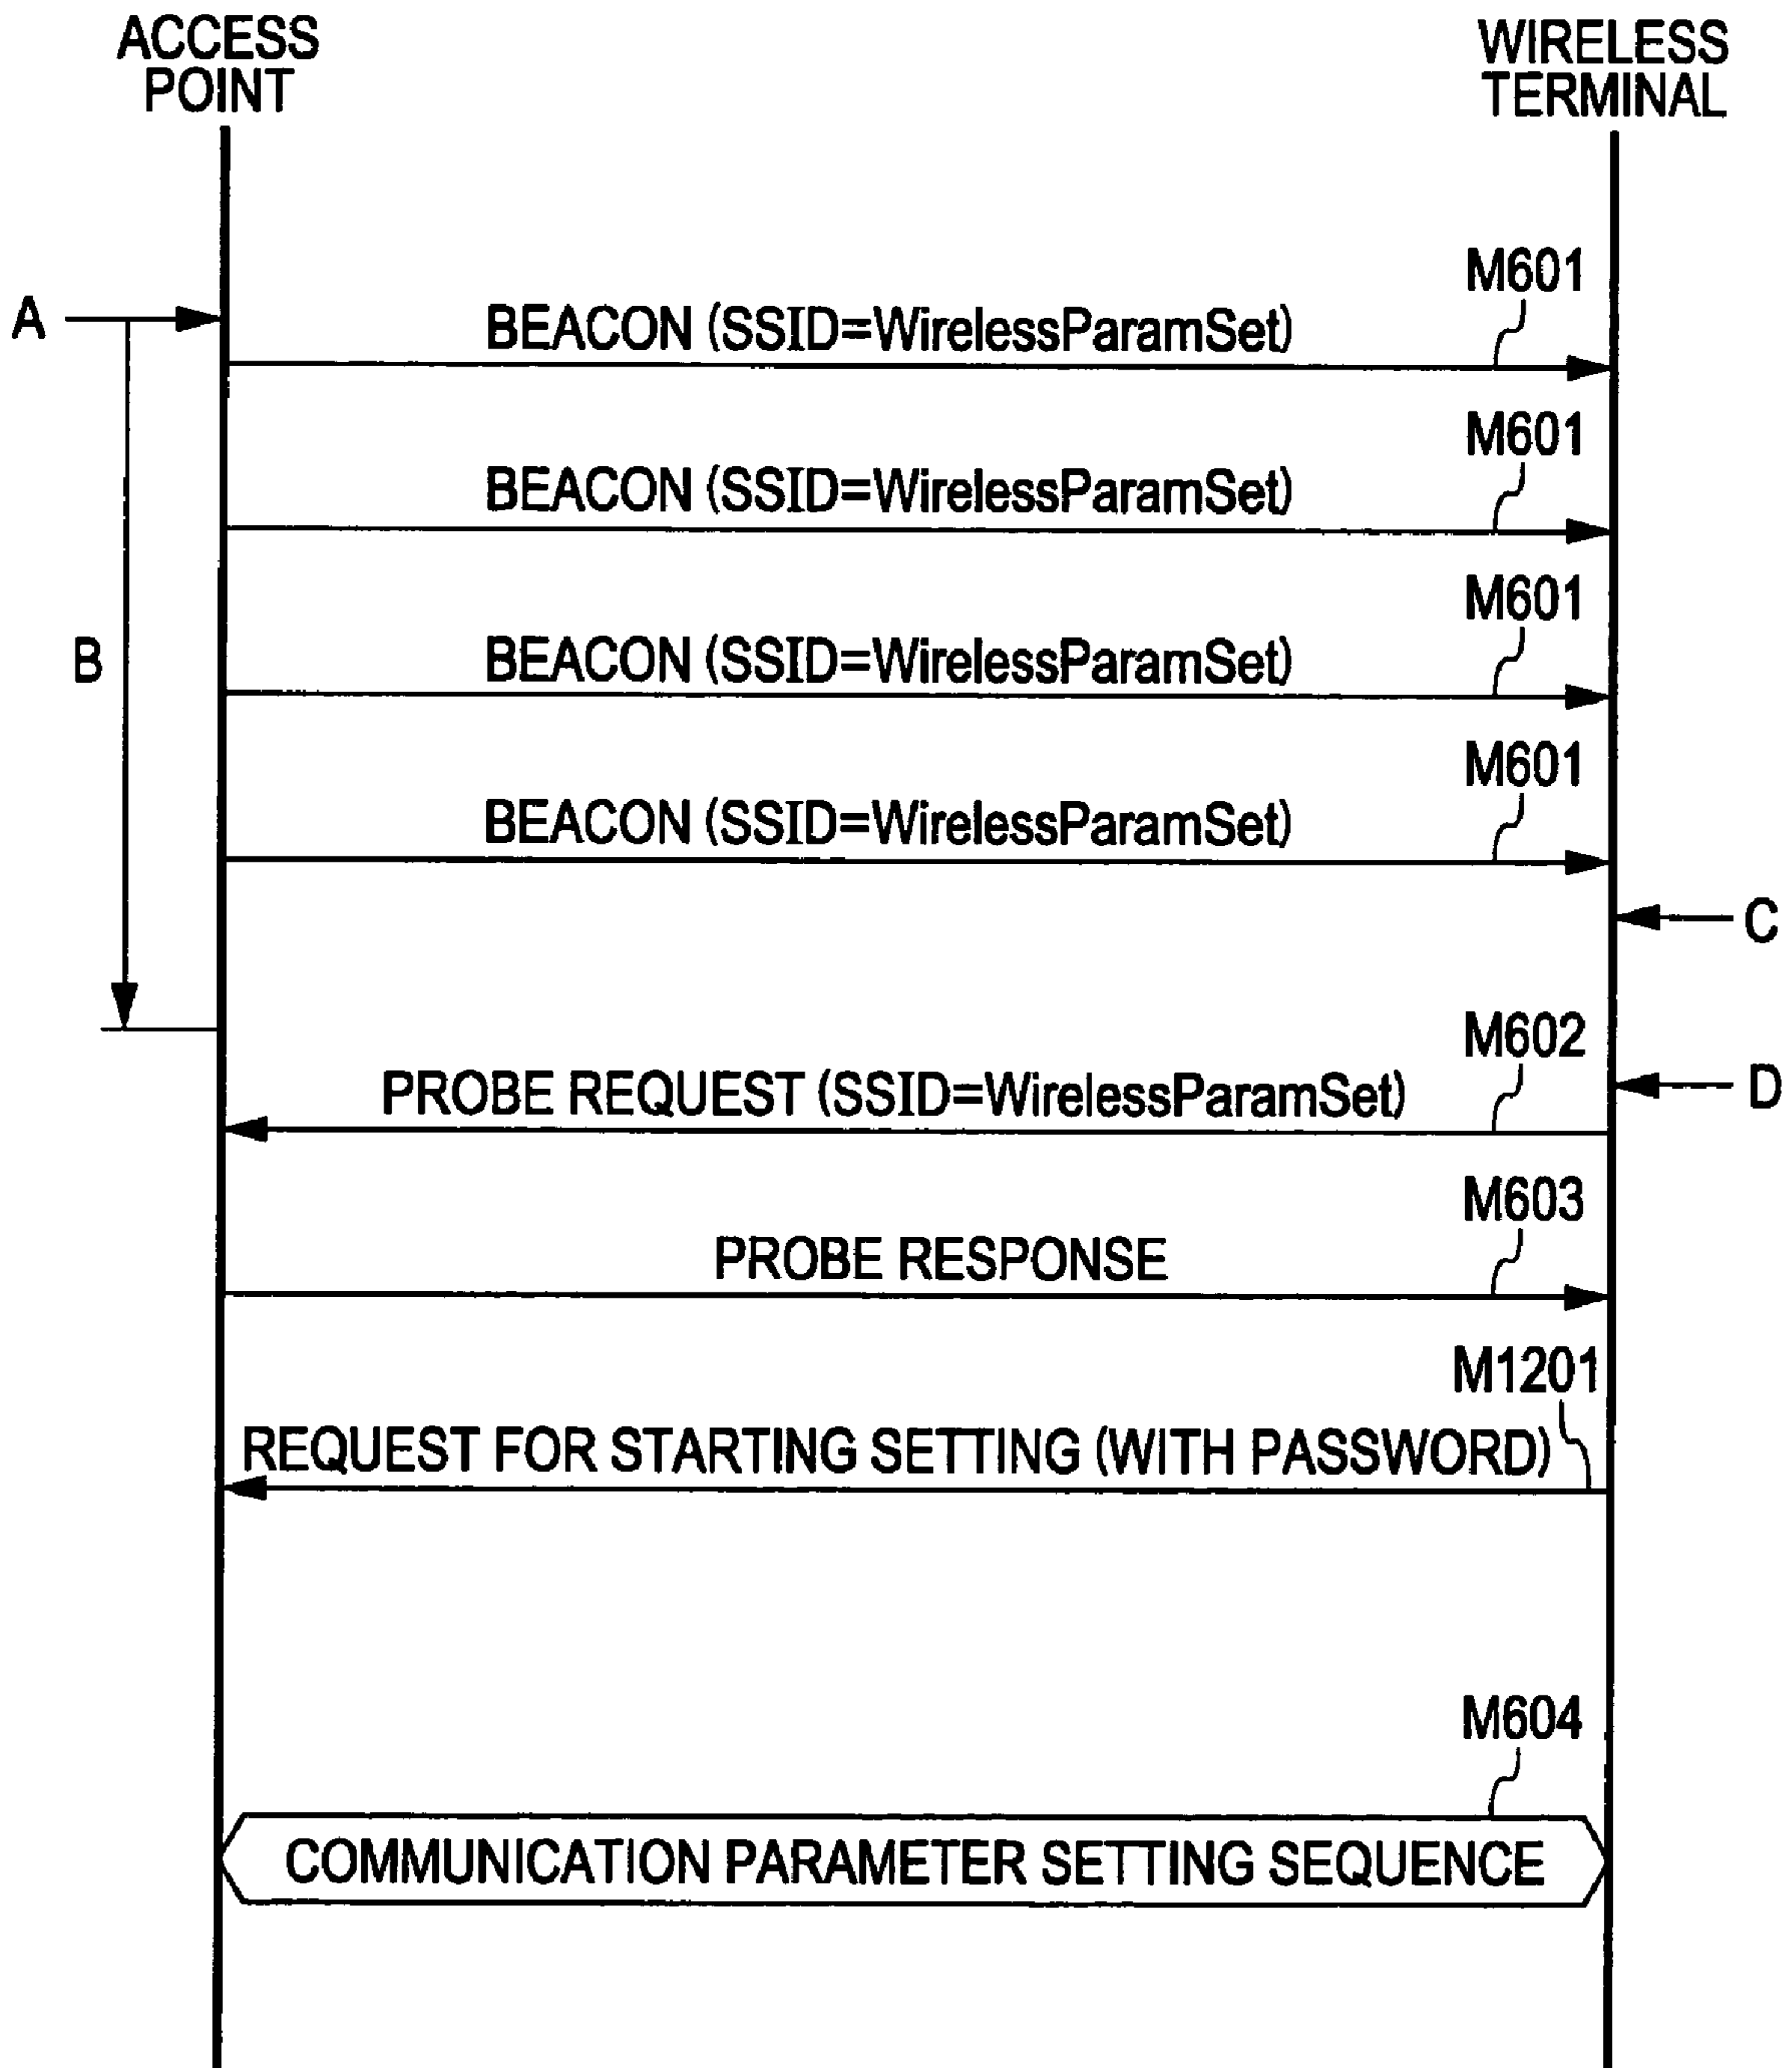 ACCESS
POINT
WIRELESS
TERMINAL
M601
A
BEACON (SSID=WirelessParamSet)
M601
BEACON (SSID=WirelessParamSet)
M601
B
BEACON (SSID=WirelessParamSet)
M601
BEACON (SSID=WirelessParamSet)
C
M602
PROBE REQUEST (SSID=WirelessParamSet)
D
M603
PROBE RESPONSE
M1201
REQUEST FOR STARTING SETTING (WITH PASSWORD)
M604
COMMUNICATION PARAMETER SETTING SEQUENCE